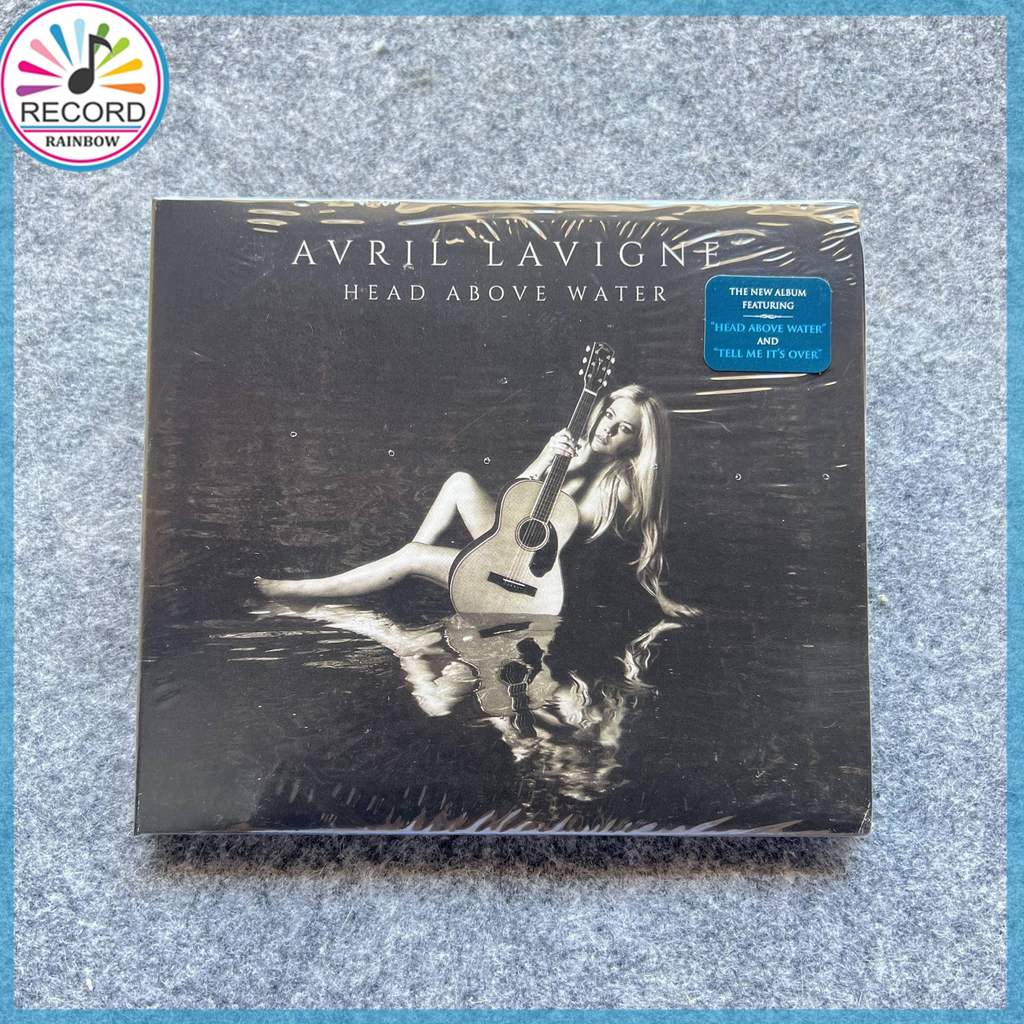 RECORD
RAINBOW
AVRIL LAVIGNE
HEAD ABOVE WATER
THE NEW ALBUM
FEATURING
"HEAD ABOVE WATER"
AND
"TELL ME IT'S OVER"